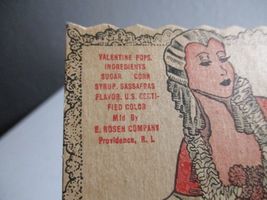 VALENTINE POPS.
INGREDIENTS
SUGAR CORN
SYRUP. SASSAFRAS
FLAVOR. U.S. CERTI-
FIED COLOR
Mfd By
E. ROSEN COMPANY
Providence, R. I.